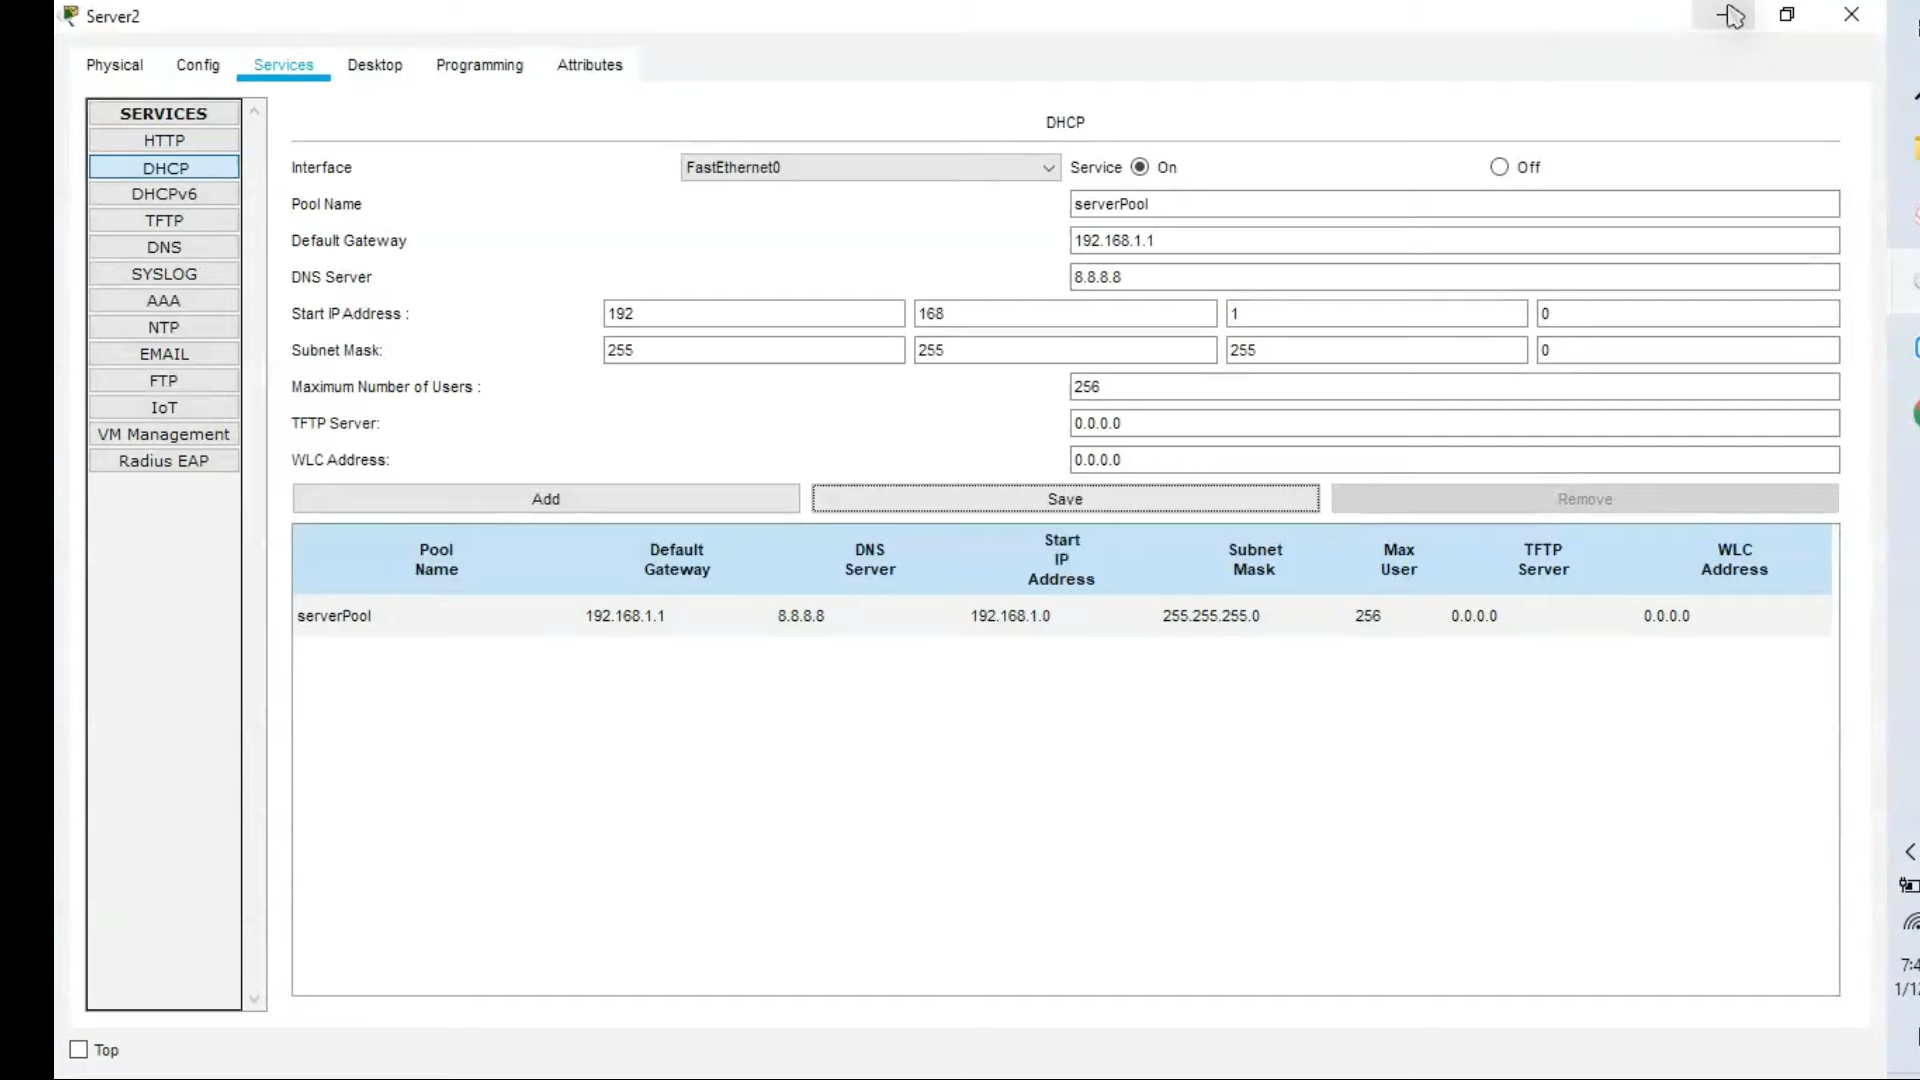 Server2
Physical Config Services Desktop Programming Attributes
SERVICES
HTTP
DHCP
DHCPv6
TFTP
DNS
SYSLOG
AAA
NTP
EMAIL
FTP
IoT
VM Management
Radius EAP
DHCP
Interface FastEthernet0 Service On Off
Pool Name serverPool
Default Gateway 192.168.1.1
DNS Server 8.8.8.8
Start IP Address : 192 168 1 0
Subnet Mask: 255 255 255 0
Maximum Number of Users : 256
TFTP Server: 0.0.0.0
WLC Address: 0.0.0.0
Add Save Remove
Pool Name Default Gateway DNS Server Start IP Address Subnet Mask Max User TFTP Server WLC Address
serverPool 192.168.1.1 8.8.8.8 192.168.1.0 255.255.255.0 256 0.0.0.0 0.0.0.0
Top